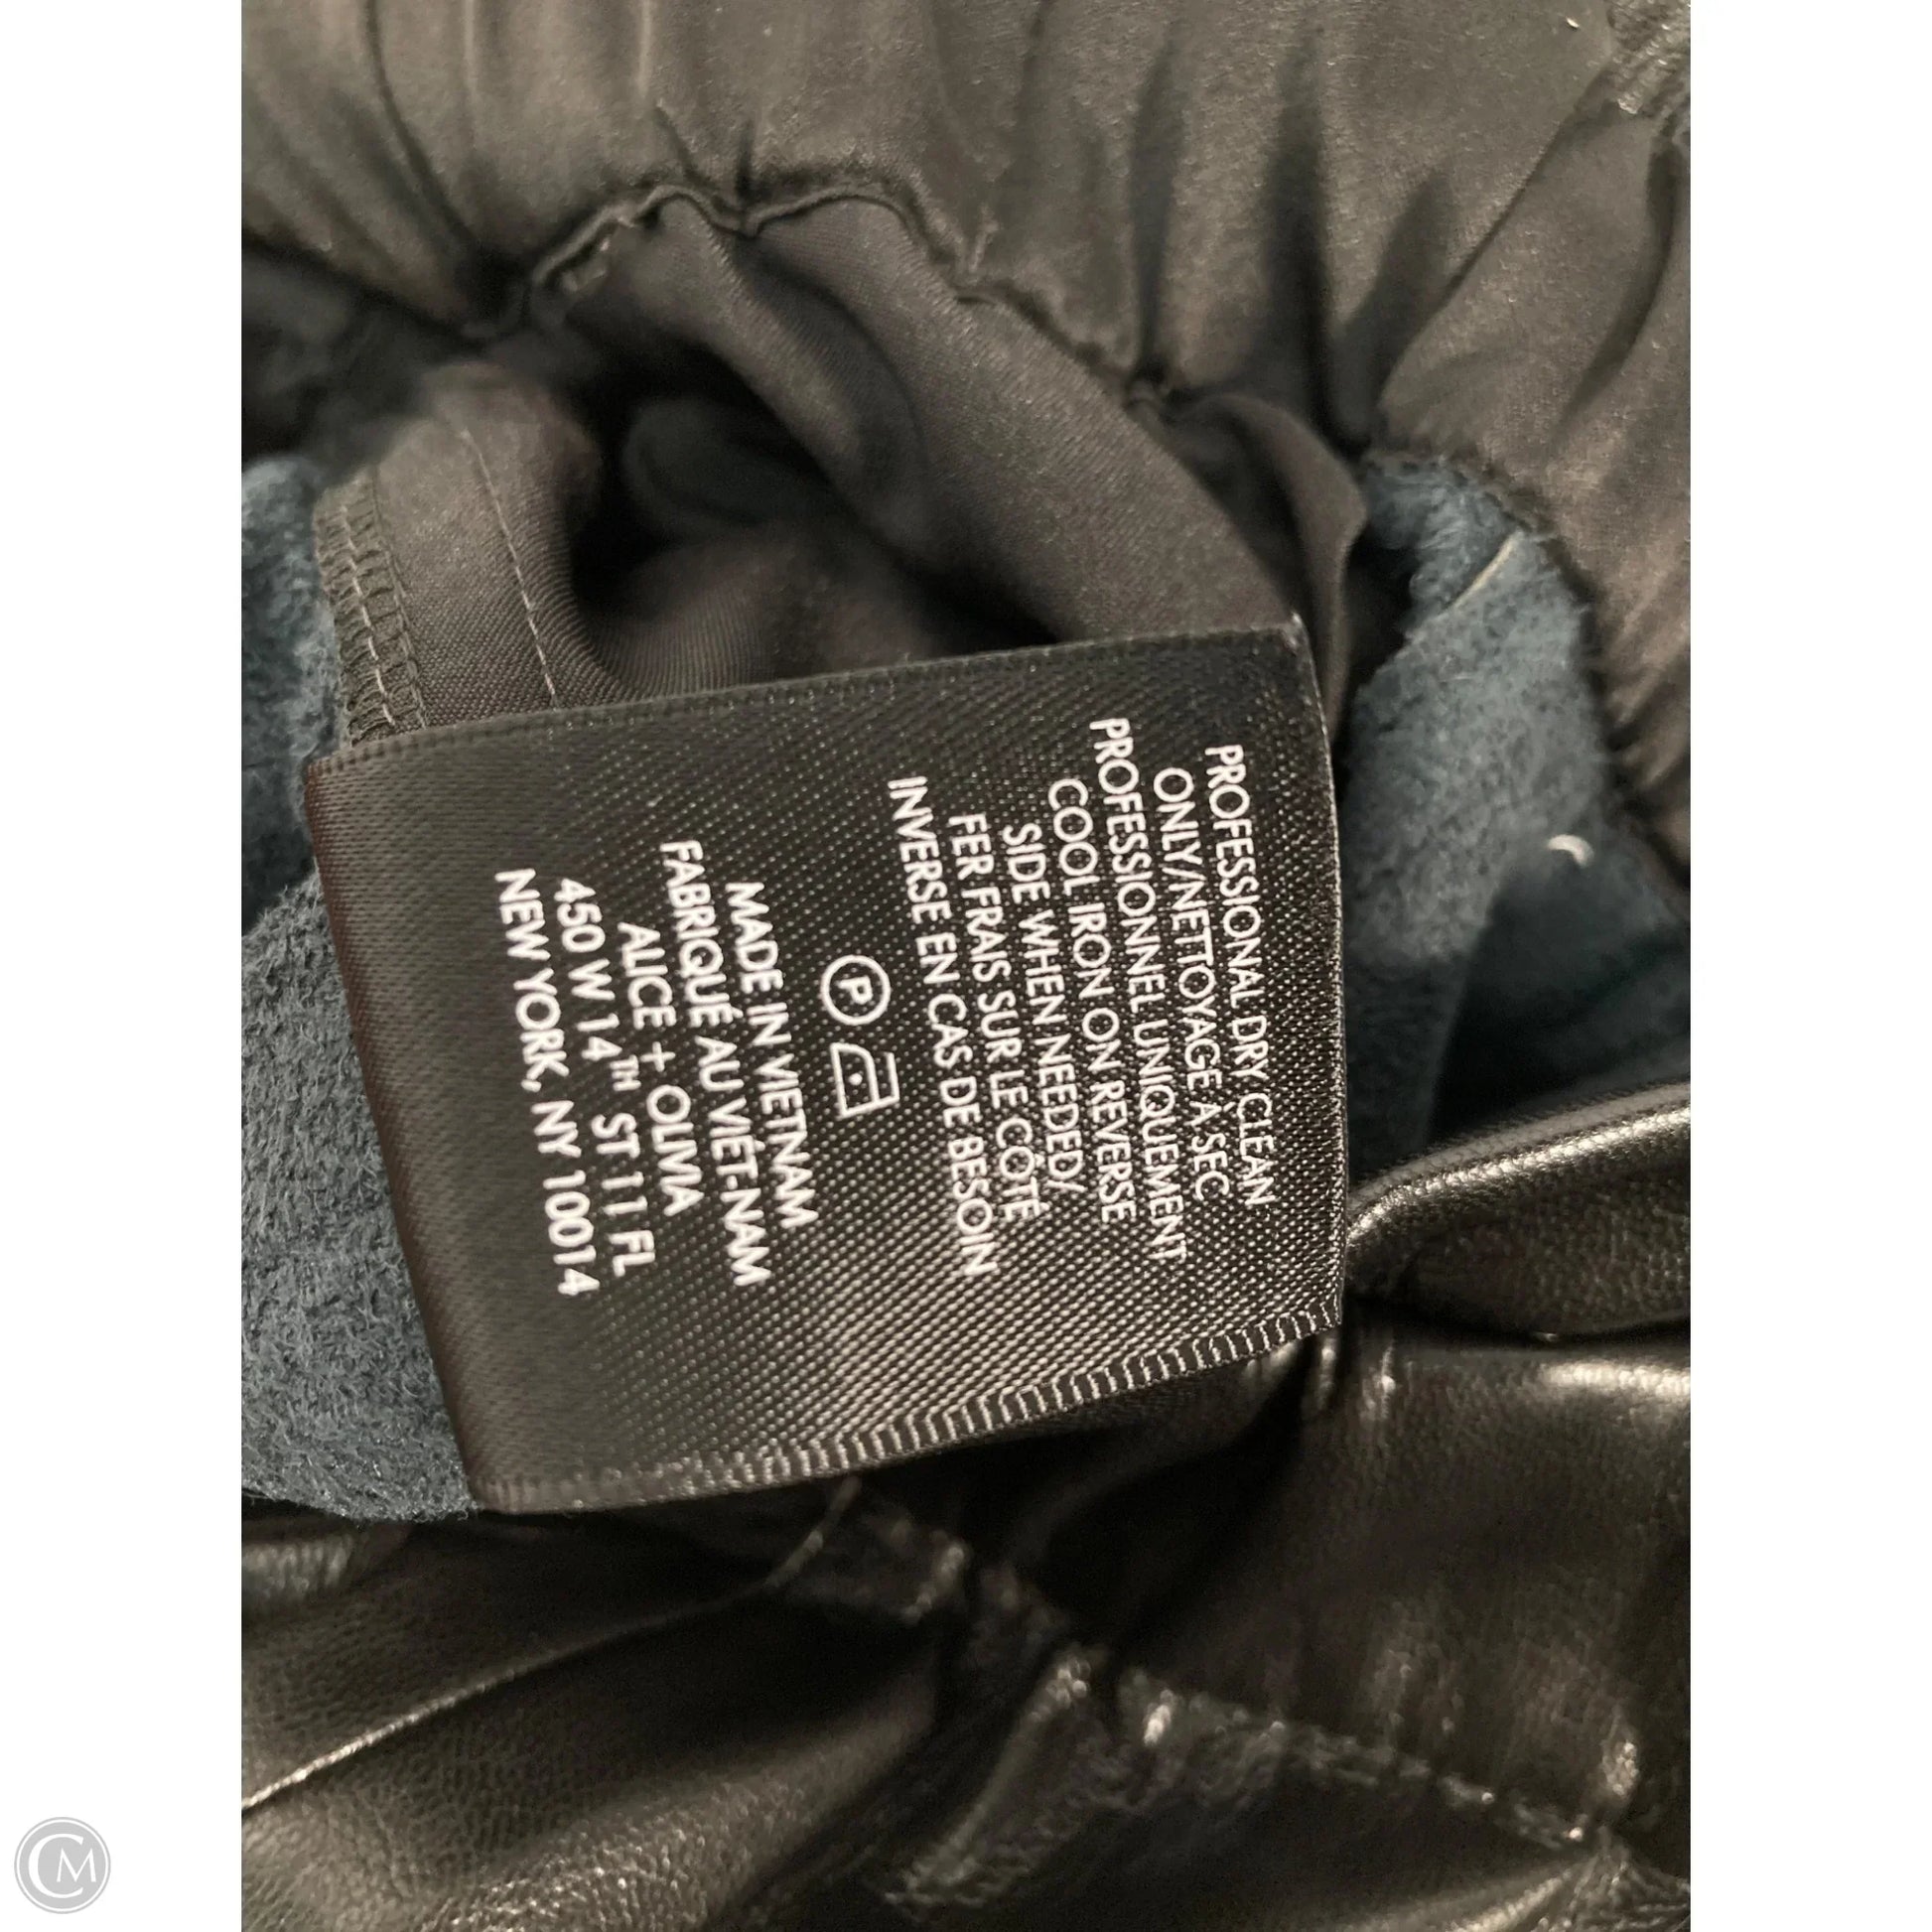 PROFESSIONAL DRY CLEAN
ONLY/NETTOYAGE À SEC
PROFESSIONNEL UNIQUEMENT
COOL IRON ON REVERSE
SIDE WHEN NEEDED/
FER FRAIS SUR LE CÔTÉ
INVERSE EN CAS DE BESOIN
P
MADE IN VIETNAM
FABRIQUÉ AU VIÊT-NAM
ALICE + OLIVIA
450 W 14TH ST 11 FL
NEW YORK, NY 10014
CM